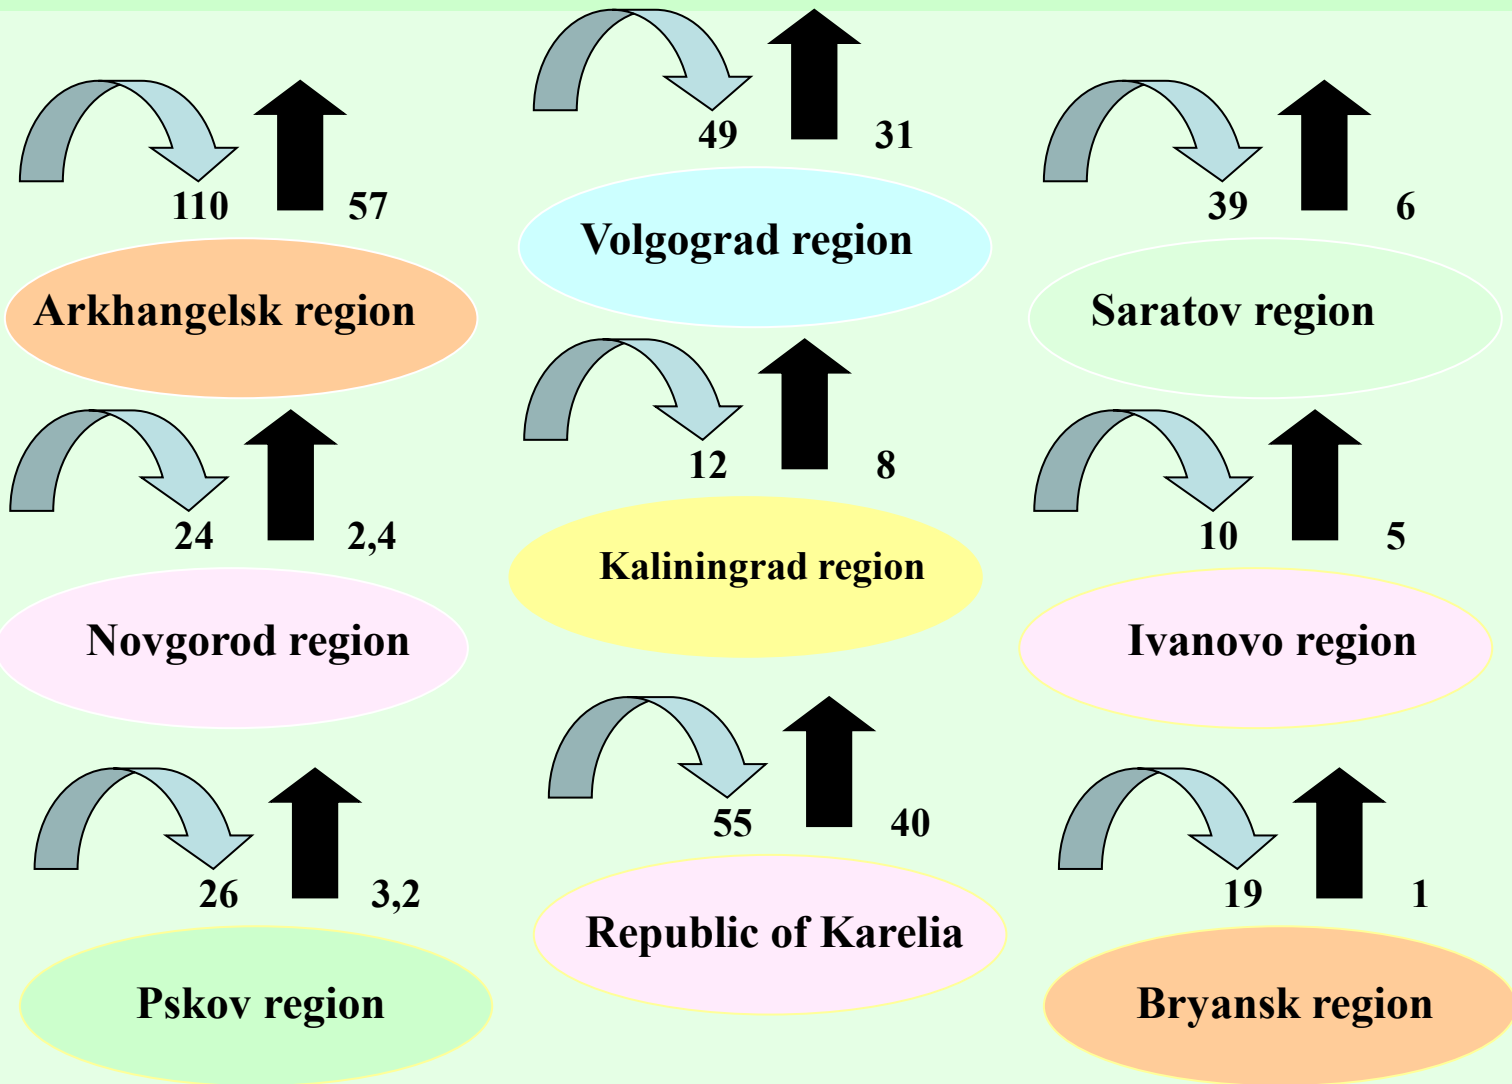 49 31
110 57
39 6
Volgograd region
Arkhangelsk region
Saratov region
12 8
24 2,4
10 5
Kaliningrad region
Novgorod region
Ivanovo region
55 40
26 3,2
19 1
Republic of Karelia
Pskov region
Bryansk region